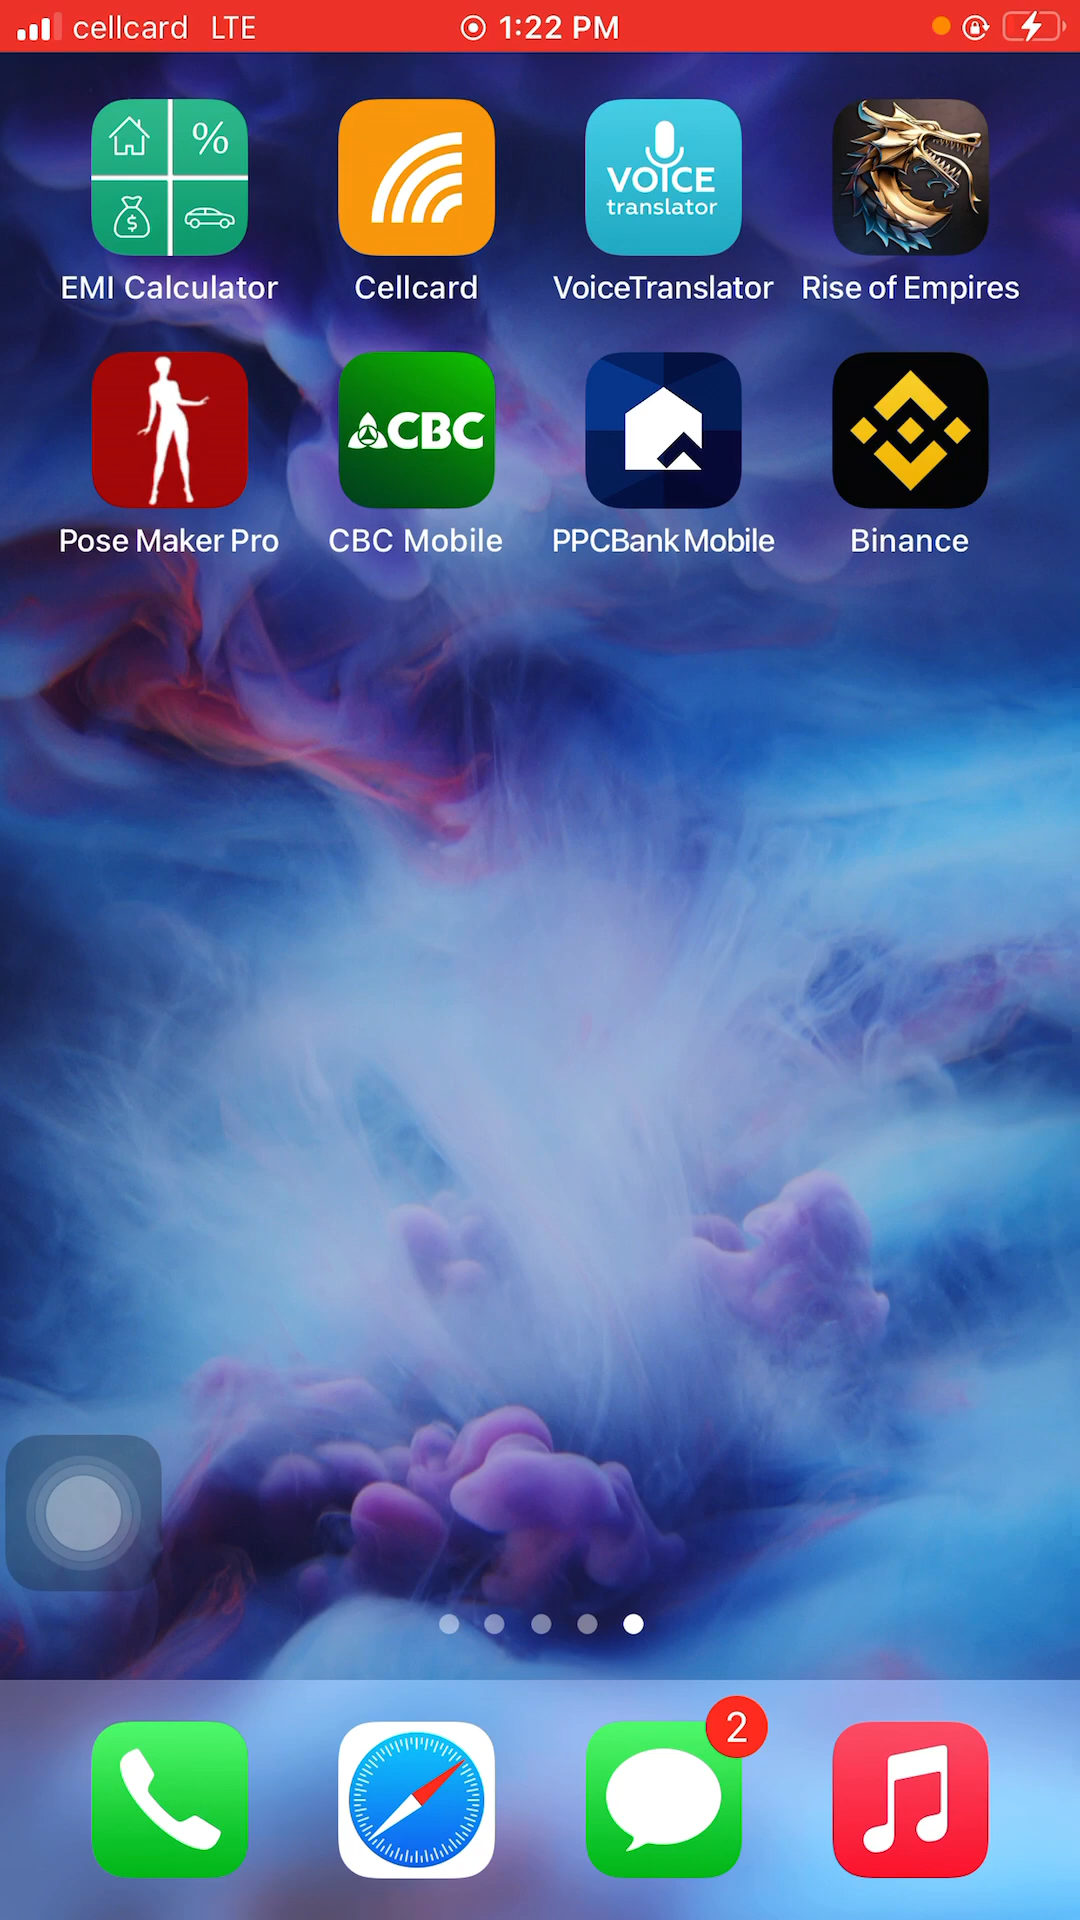 cellcard LTE 1:22 PM
%
$
VOICE
translator
EMI Calculator Cellcard VoiceTranslator Rise of Empires
CBC
Pose Maker Pro CBC Mobile PPCBank Mobile Binance
2